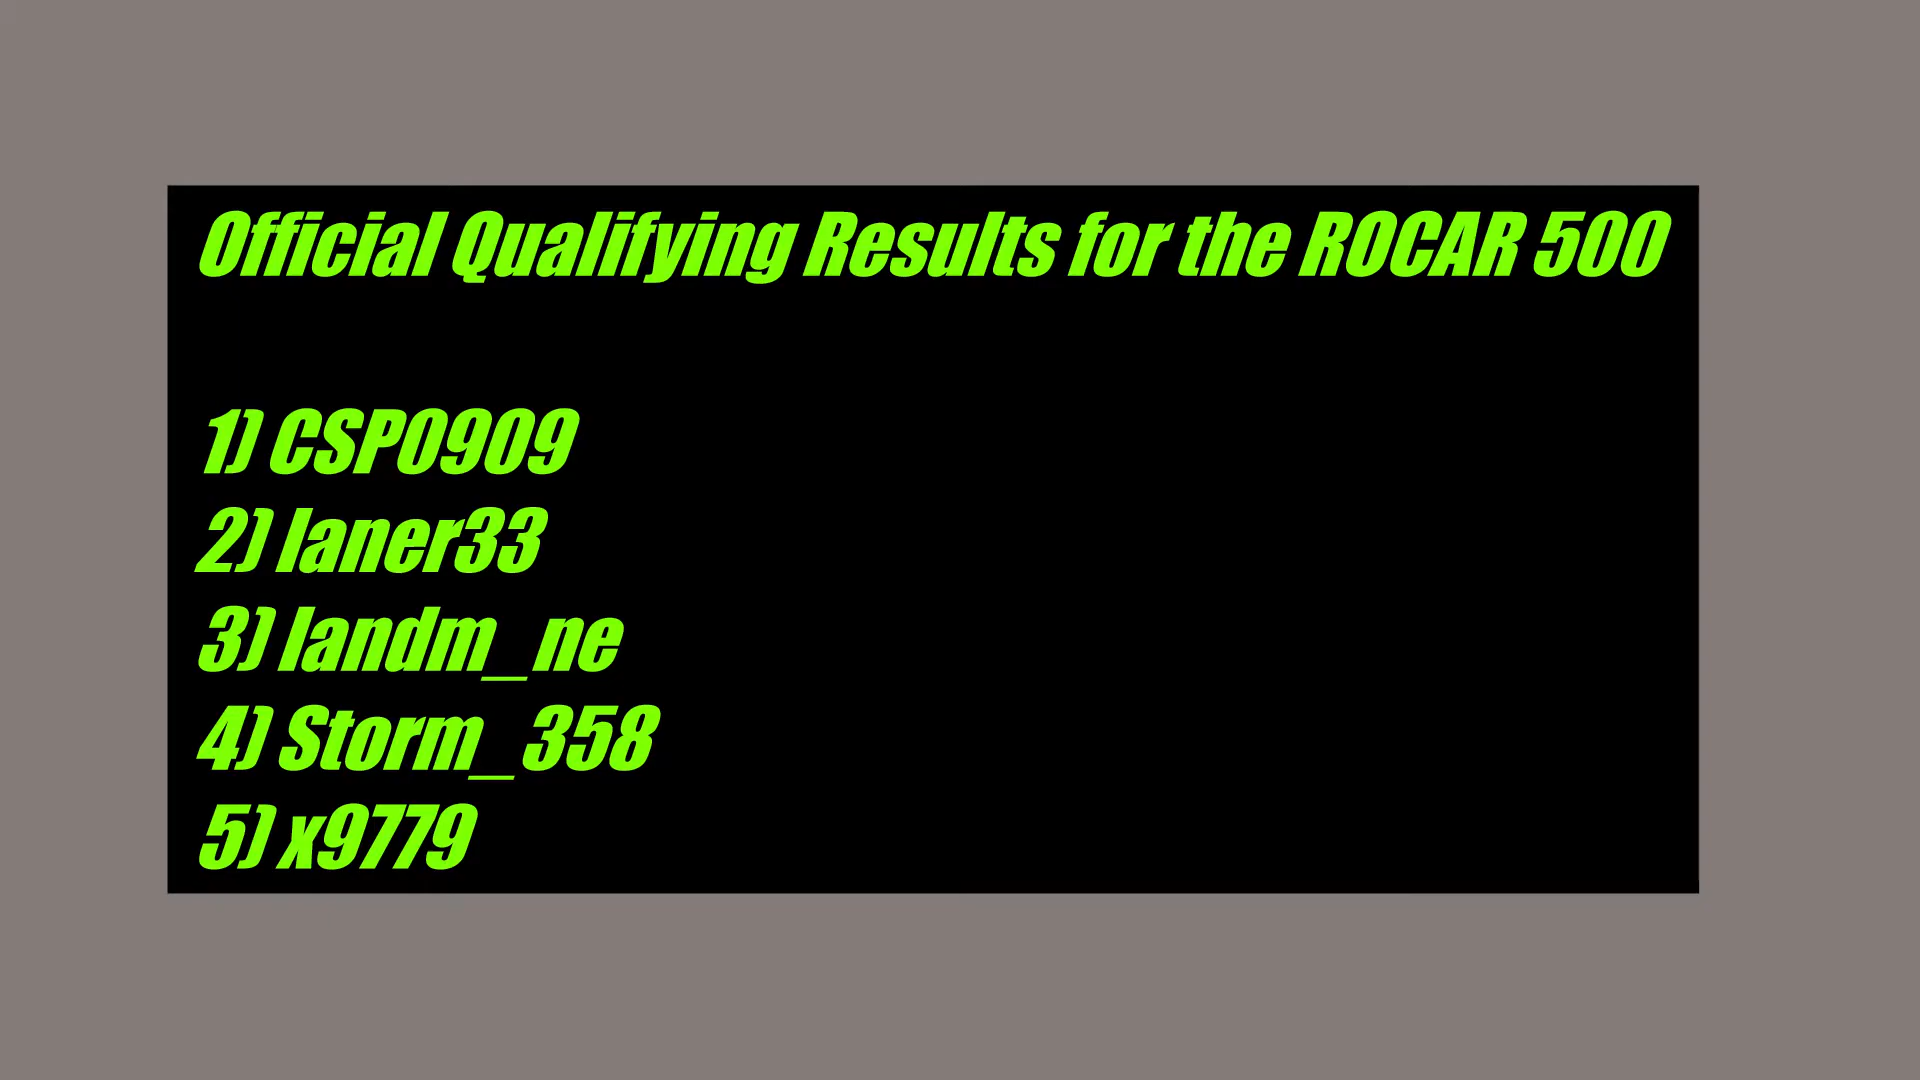 Official Qualifying Results for the ROCAR 500
1) CSP0909
2) laner33
3) landm_ne
4) Storm_358
5) x9779